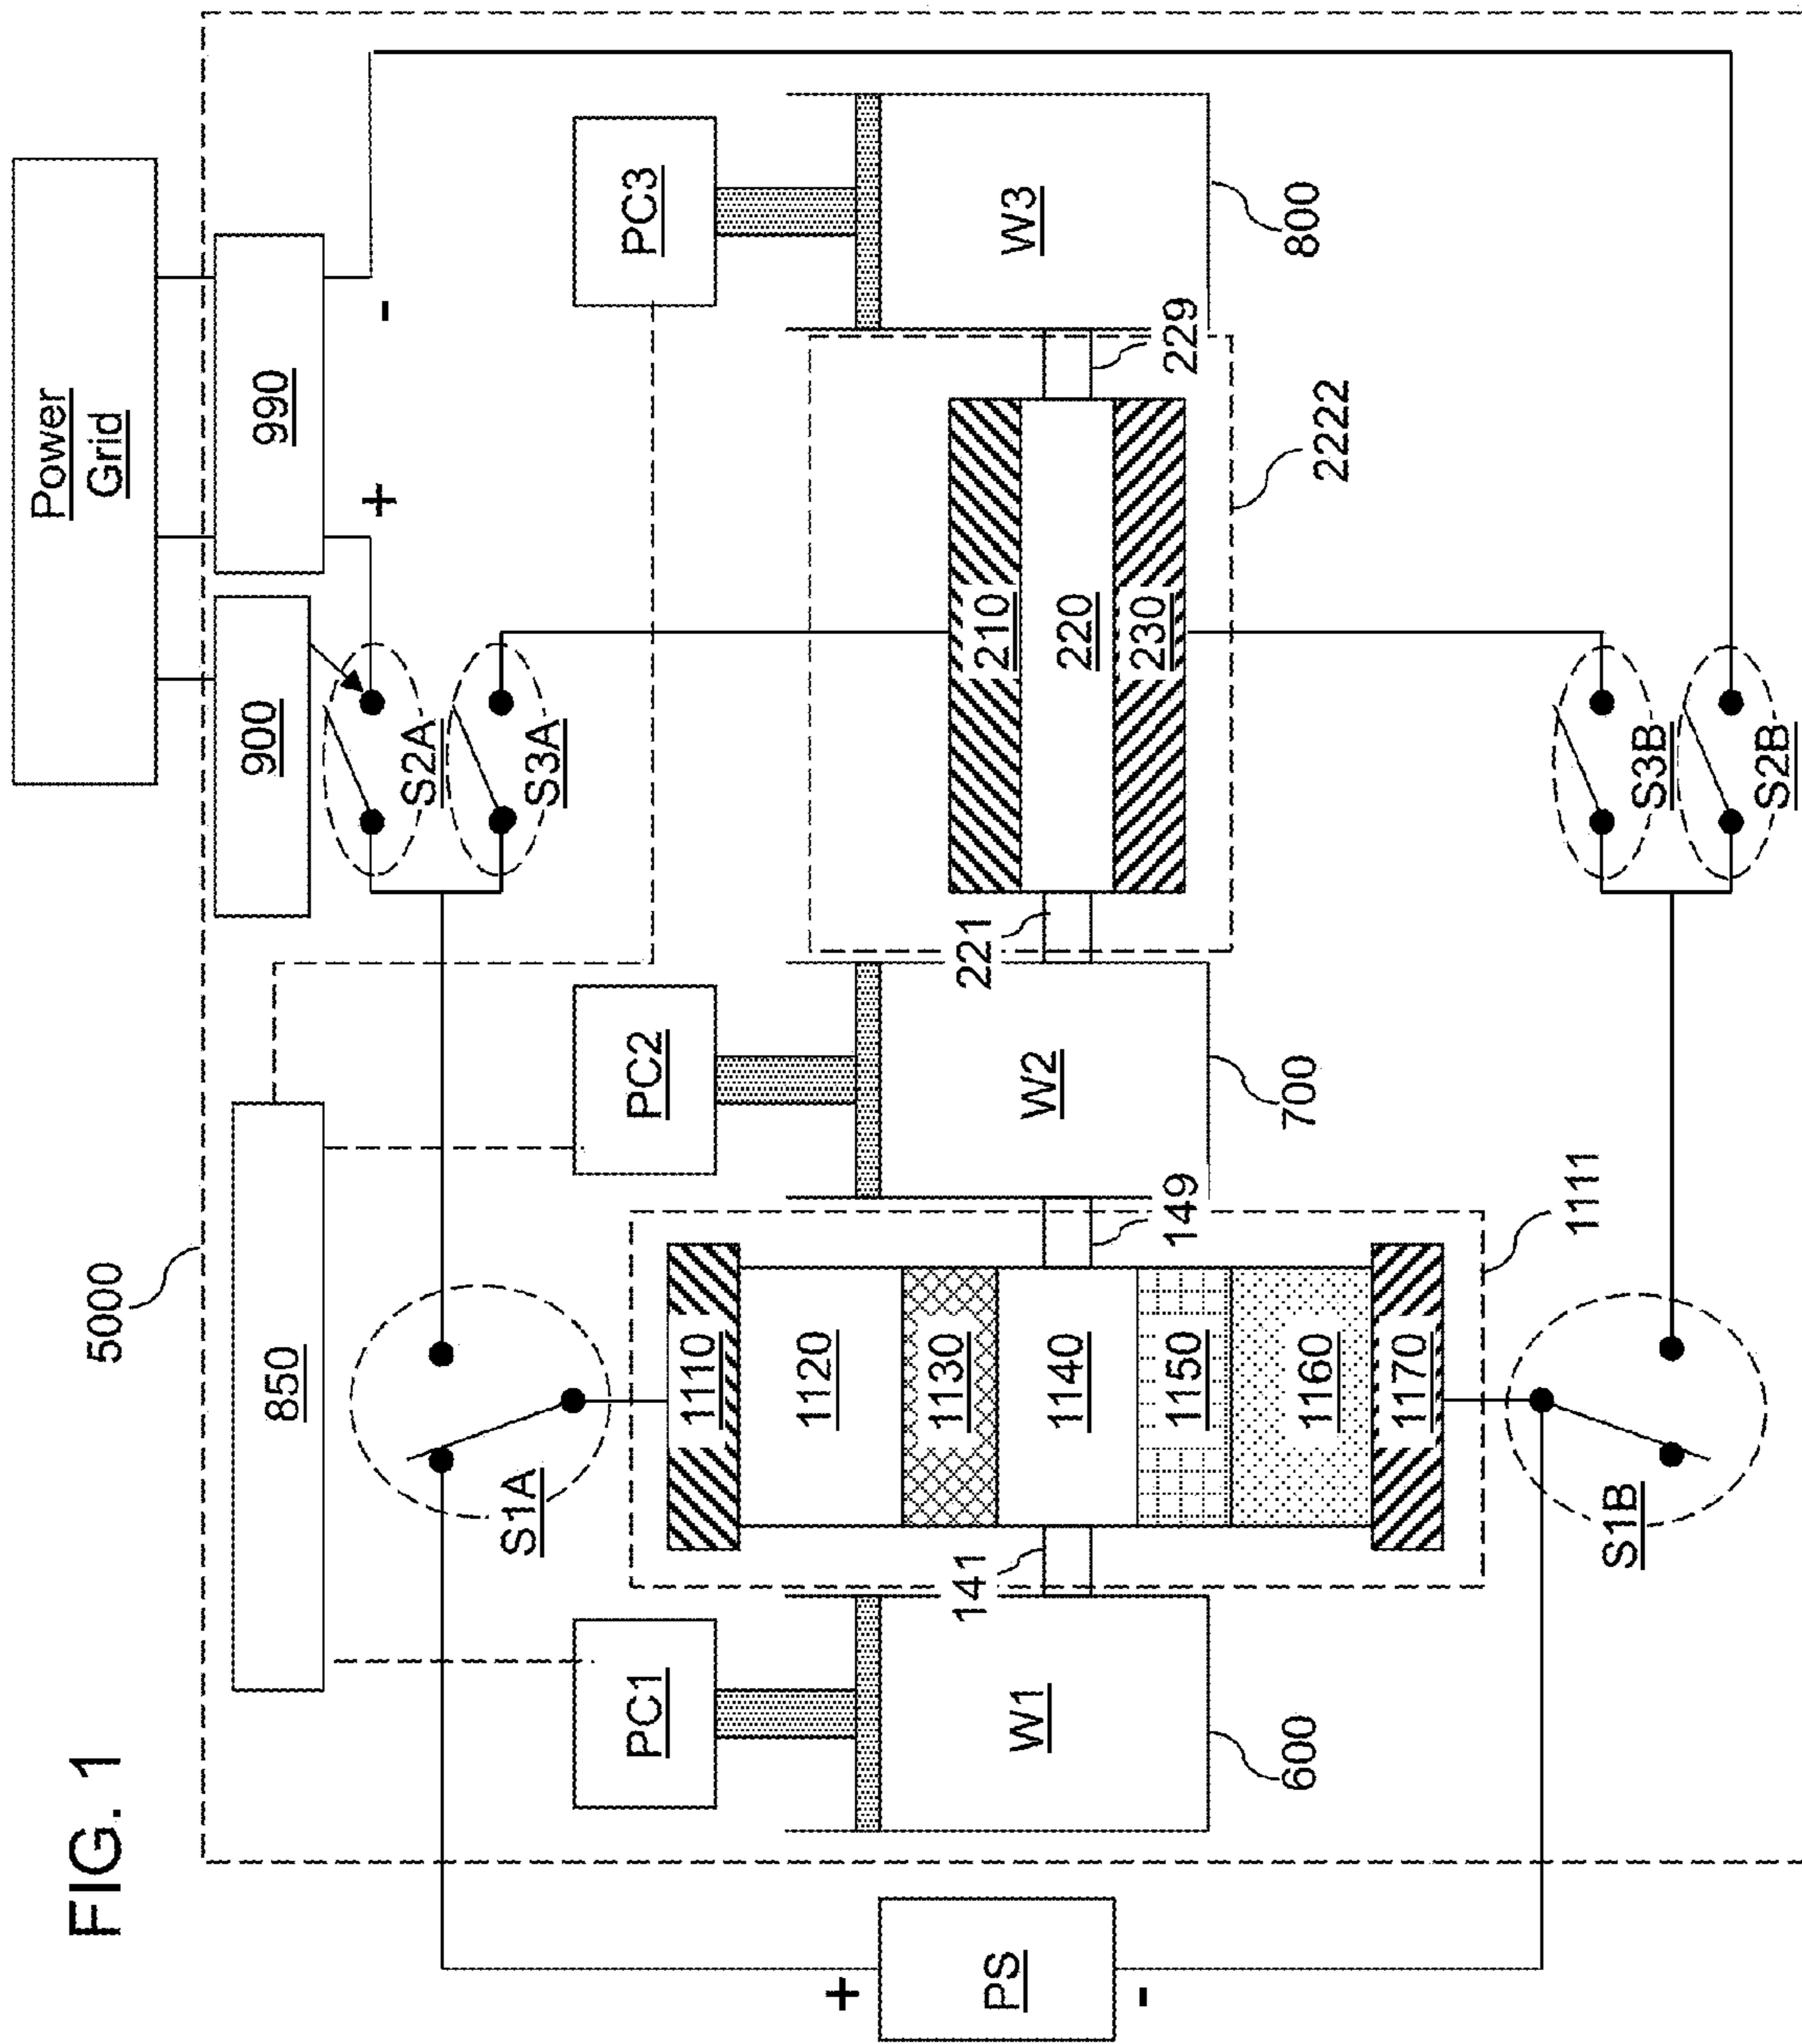 FIG. 1
5000
Power
Grid
850
900
990
+
-
S1A
S2A
S3A
PC1
PC2
PC3
+
PS
-
W1
600
141
1110
1120
1130
1140
1150
1160
1170
149
1111
W2
700
221
210
220
230
229
2222
W3
800
S1B
S3B
S2B